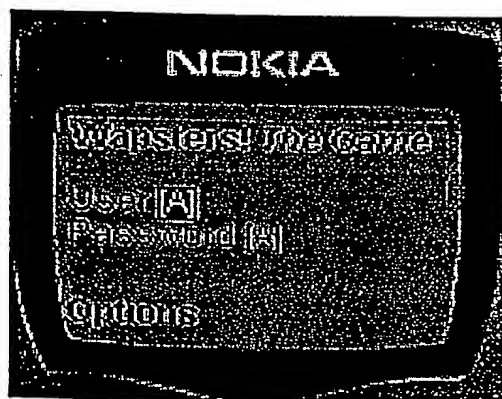 NOKIA
Wapsters! The Game
User [A]
Password [A]
Options